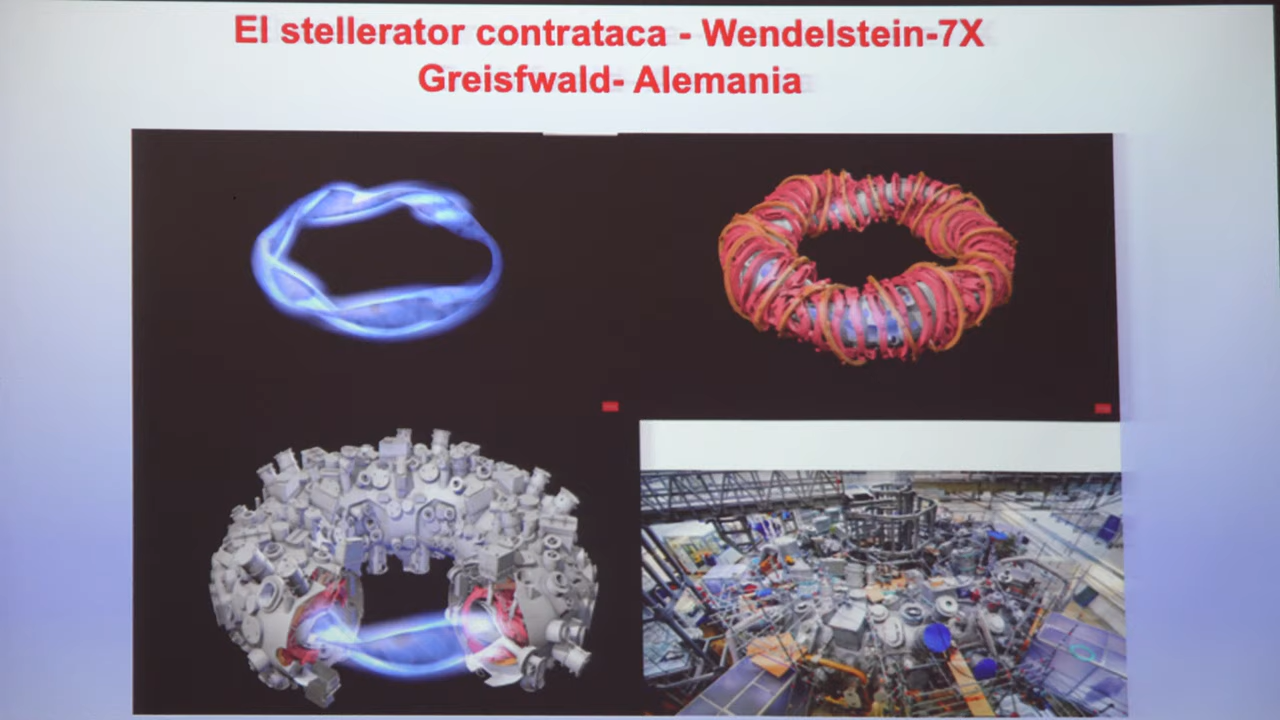 El stellerator contrataca - Wendelstein-7X
Greisfwald- Alemania